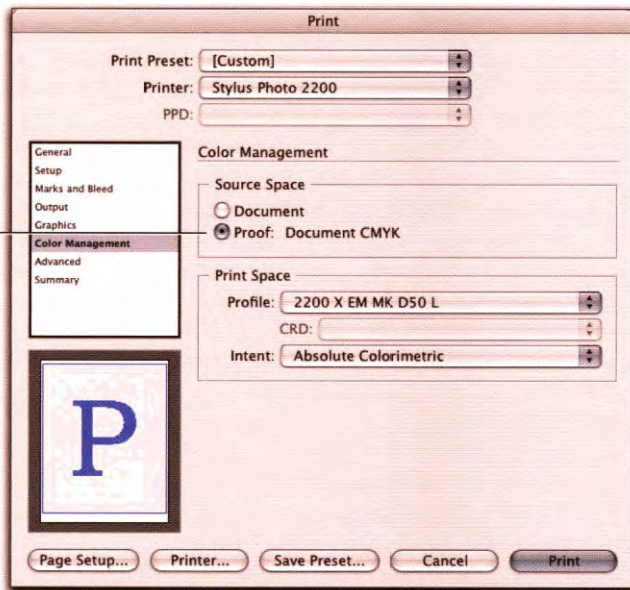 Print
Print Preset: [Custom]
Printer: Stylus Photo 2200
PPD:
General
Setup
Marks and Bleed
Output
Graphics
Color Management
Advanced
Summary
Color Management
Source Space
Document
Proof: Document CMYK
Print Space
Profile: 2200 X EM MK D50 L
CRD:
Intent: Absolute Colorimetric
P
Page Setup... Printer... Save Preset... Cancel Print